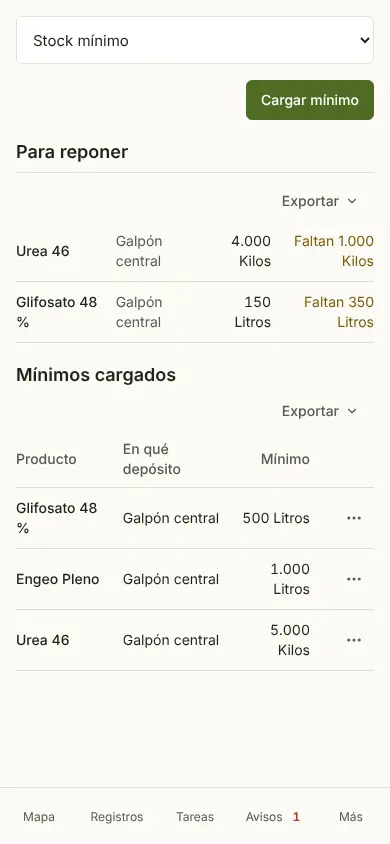 Stock mínimo
Cargar mínimo
Para reponer
Exportar
Urea 46 Galpón central 4.000 Kilos Faltan 1.000 Kilos
Glifosato 48 % Galpón central 150 Litros Faltan 350 Litros
Mínimos cargados
Exportar
Producto En qué depósito Mínimo
Glifosato 48 % Galpón central 500 Litros
Engeo Pleno Galpón central 1.000 Litros
Urea 46 Galpón central 5.000 Kilos
Mapa Registros Tareas Avisos 1 Más